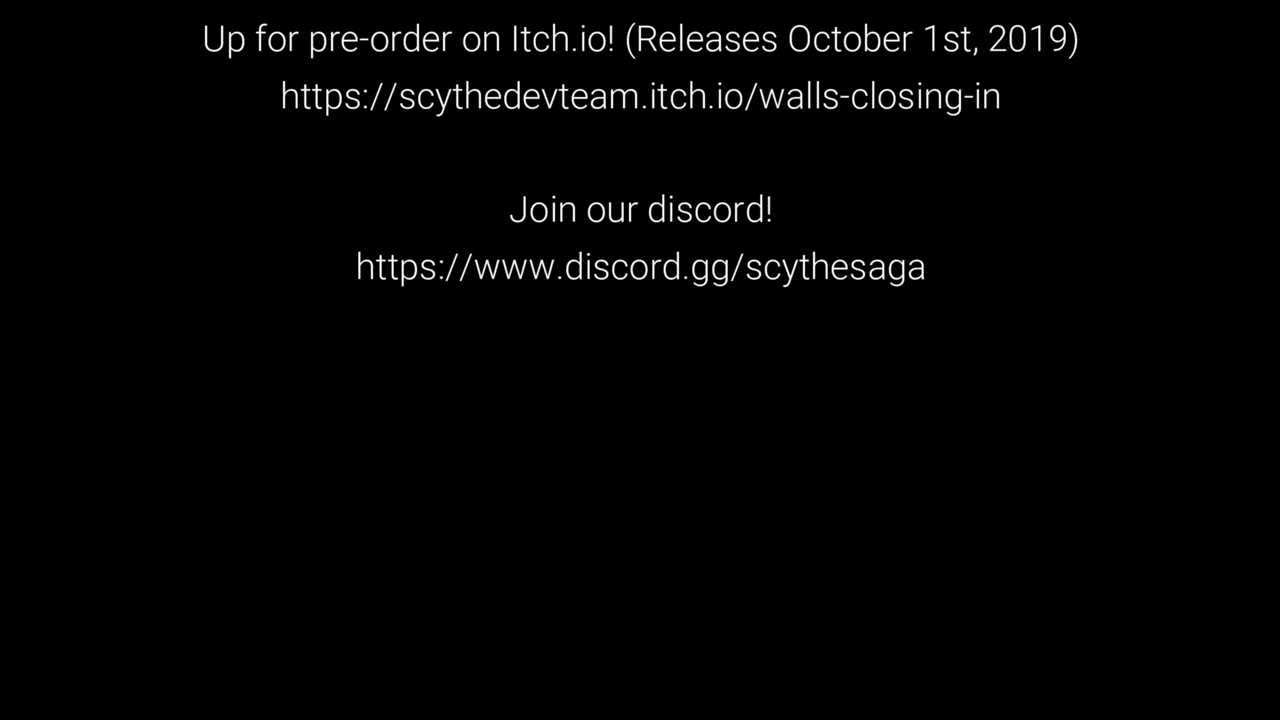 Up for pre-order on Itch.io! (Releases October 1st, 2019)
https://scythedevteam.itch.io/walls-closing-in
Join our discord!
https://www.discord.gg/scythesaga